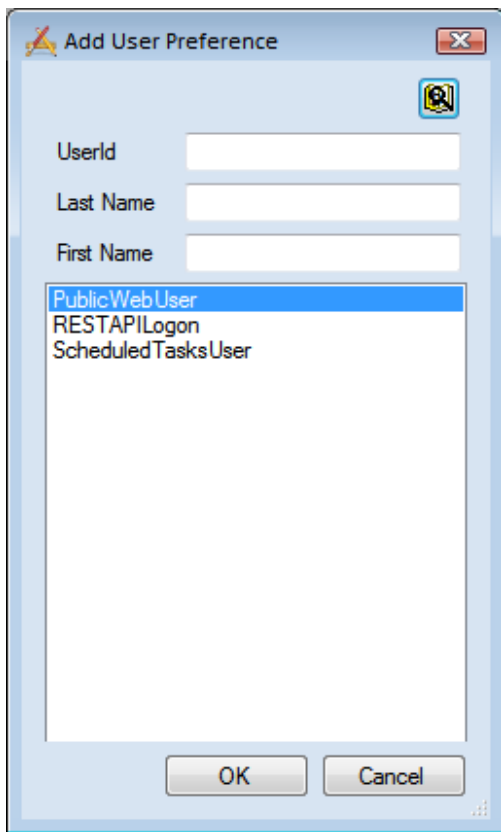 Add User Preference
UserId
Last Name
First Name
PublicWebUser
RESTAPILogon
ScheduledTasksUser
OK
Cancel